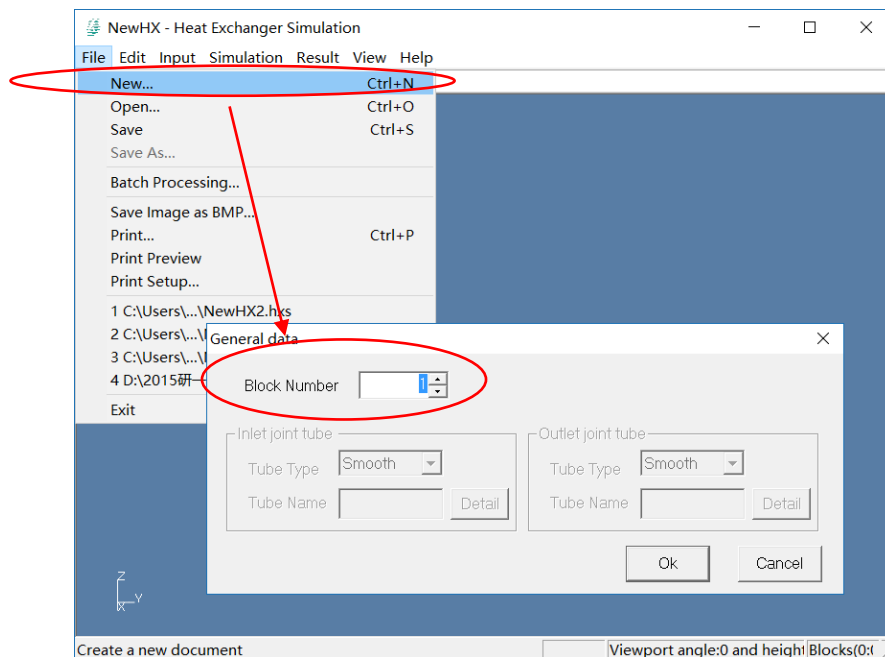 NewHX - Heat Exchanger Simulation
File Edit Input Simulation Result View Help
New... Ctrl+N
Open... Ctrl+O
Save Ctrl+S
Save As...
Batch Processing...
Save Image as BMP...
Print... Ctrl+P
Print Preview
Print Setup...
1 C:\Users\...\NewHX2.hxs
2 C:\Users\...\
3 C:\Users\...\
4 D:\2015研一
Exit
General data
Block Number 1
Inlet joint tube
Tube Type Smooth
Tube Name Detail
Outlet joint tube
Tube Type Smooth
Tube Name Detail
Ok Cancel
Z
Y
X
Create a new document
Viewport angle:0 and height Blocks(0:(